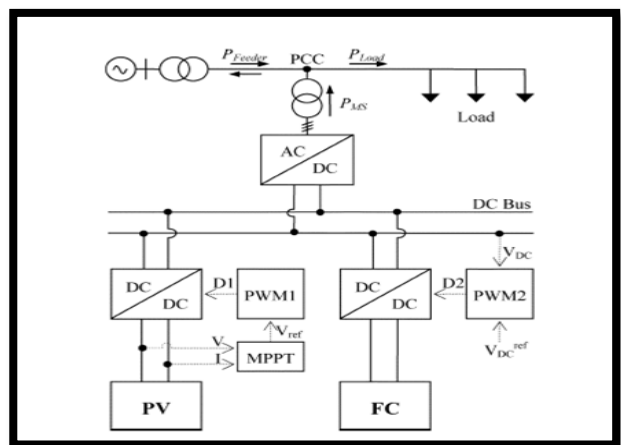 P_Feeder PCC P_Load
P_MS
Load
AC
DC
DC Bus
V_DC
DC
DC
D1
PWM1
DC
DC
D2
PWM2
V_ref
V
I
MPPT
V_DC^ref
PV
FC